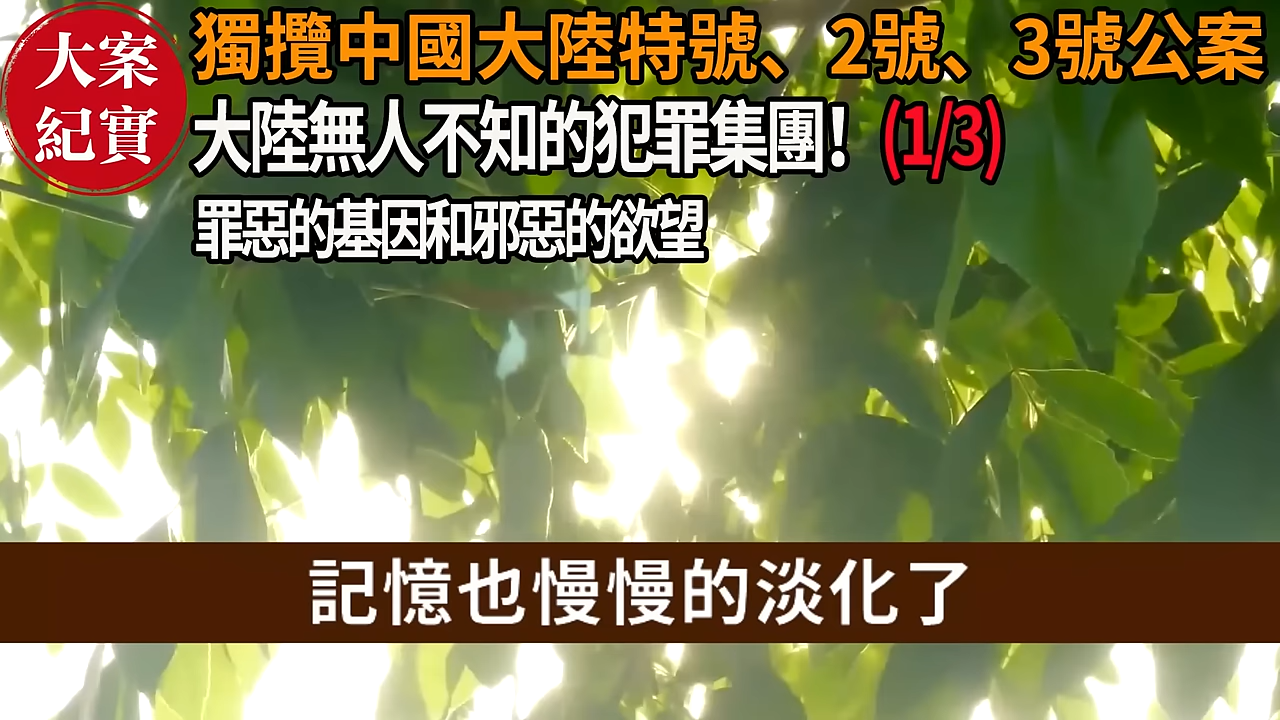 大案
紀實
獨攬中國大陸特號、2號、3號公案
大陸無人不知的犯罪集團！(1/3)
罪惡的基因和邪惡的欲望
記憶也慢慢的淡化了